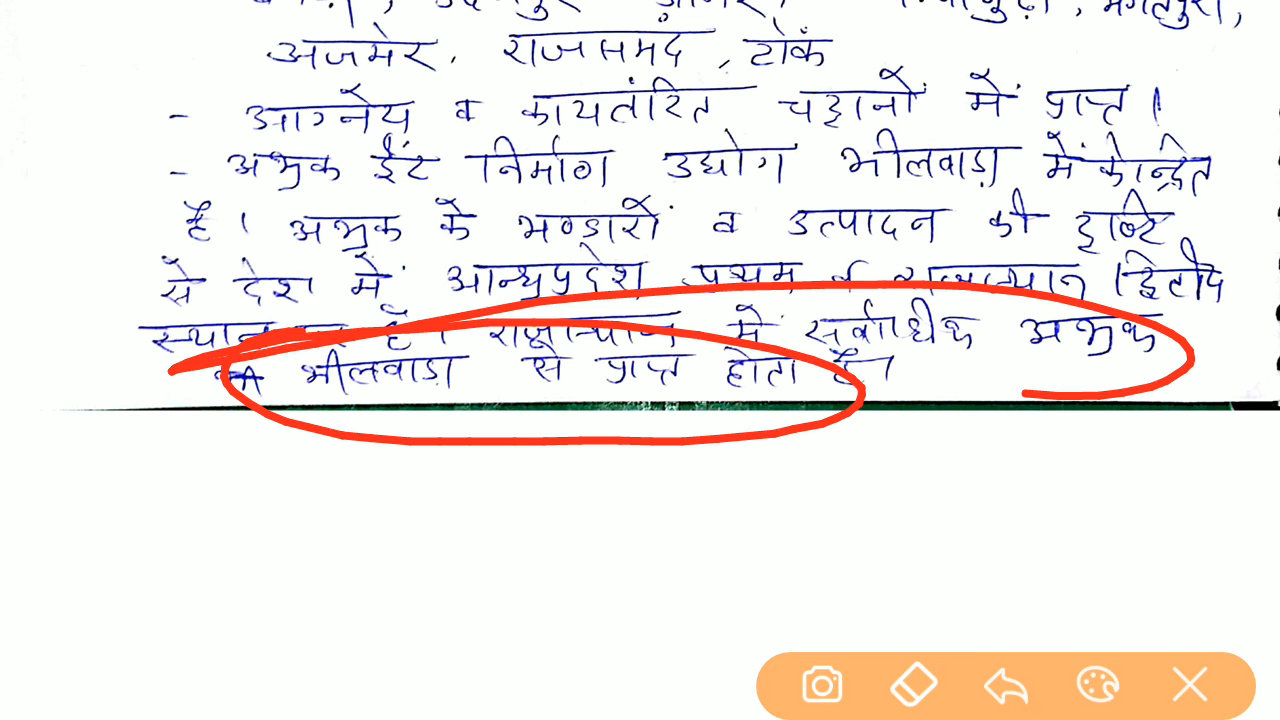 अजमेर, राजसमंद, टोंक
- आग्नेय व कायतंरित चट्टानों में प्राप्त।
- अभ्रक ईंट निर्माण उद्योग भीलवाड़ा में केन्द्रित
है। अभ्रक के भण्डारों व उत्पादन की दृष्टि
से देश में आन्ध्रप्रदेश प्रथम व राजस्थान द्वितीय
स्थान पर है। राजस्थान में सर्वाधीक अभ्रक
भीलवाड़ा से प्राप्त होता है।